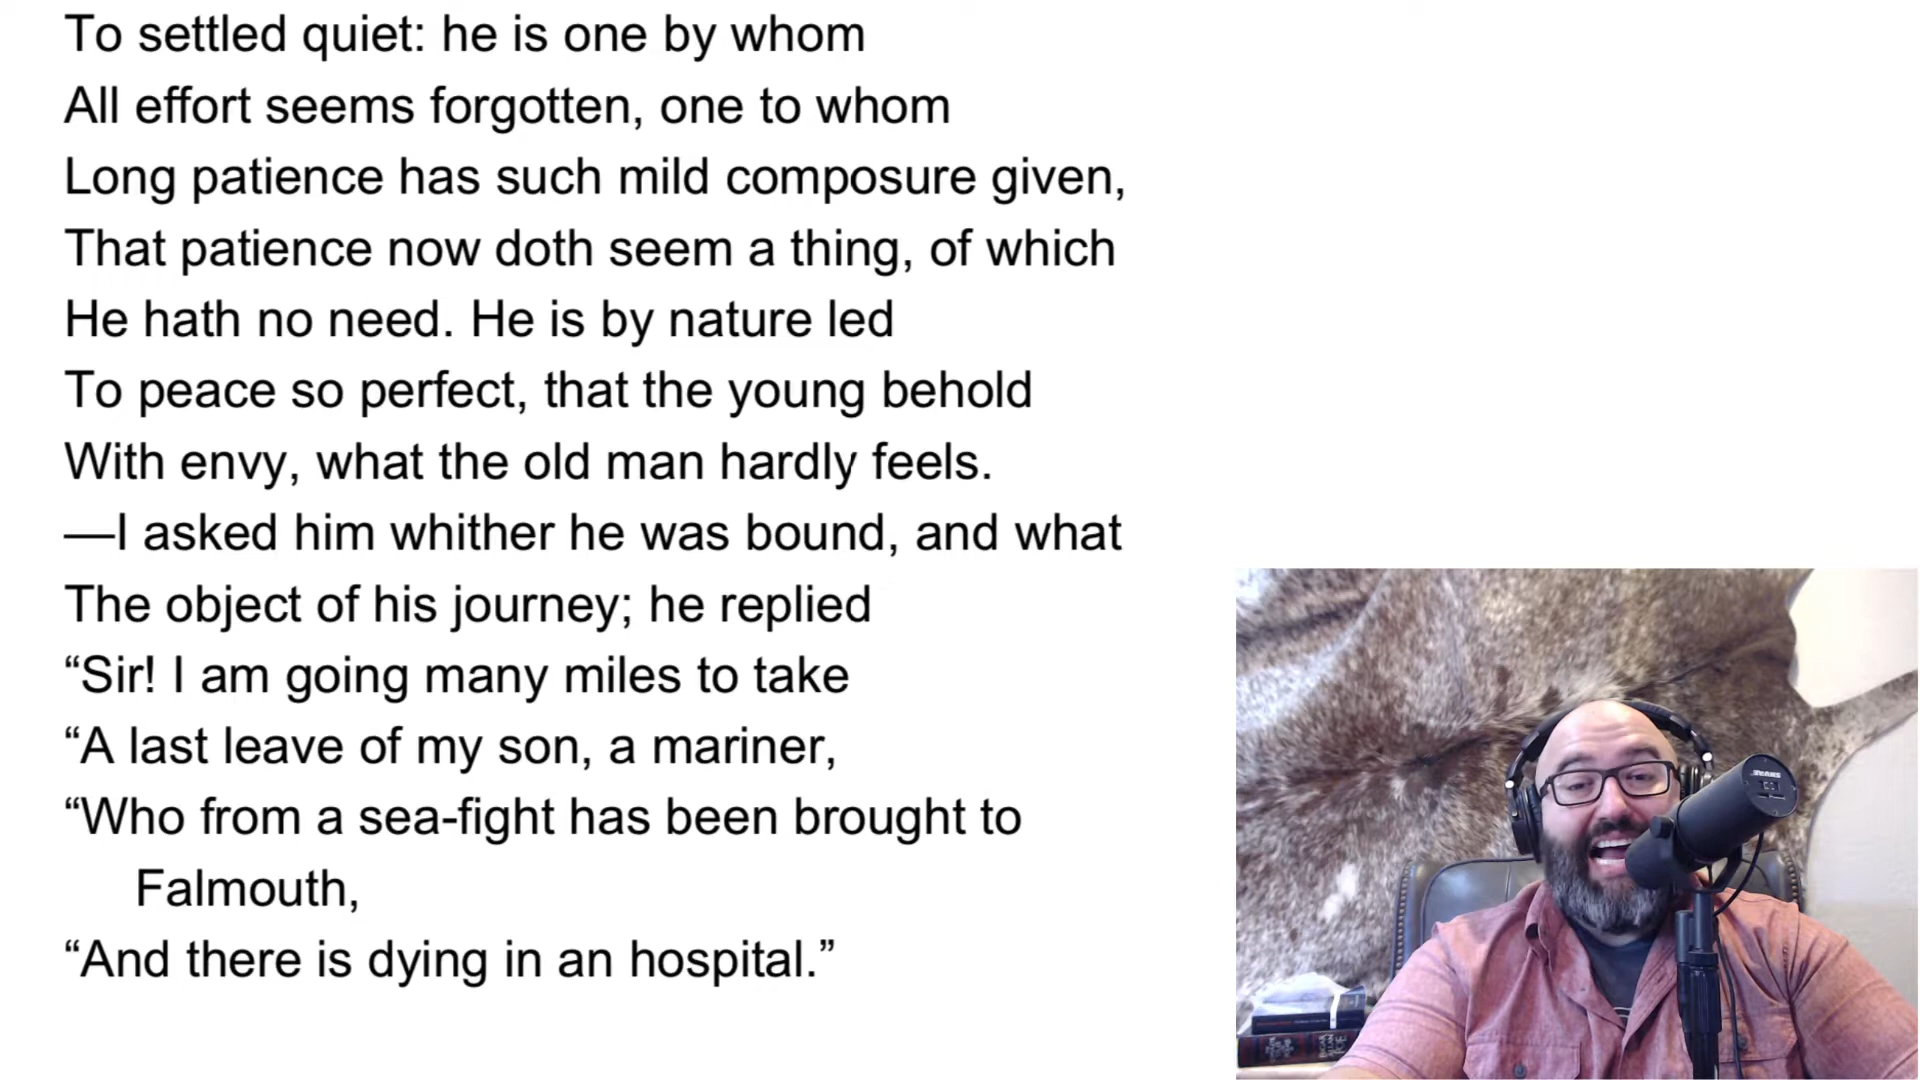 To settled quiet: he is one by whom
All effort seems forgotten, one to whom
Long patience has such mild composure given,
That patience now doth seem a thing, of which
He hath no need. He is by nature led
To peace so perfect, that the young behold
With envy, what the old man hardly feels.
—I asked him whither he was bound, and what
The object of his journey; he replied
“Sir! I am going many miles to take
“A last leave of my son, a mariner,
“Who from a sea-fight has been brought to
Falmouth,
“And there is dying in an hospital.”